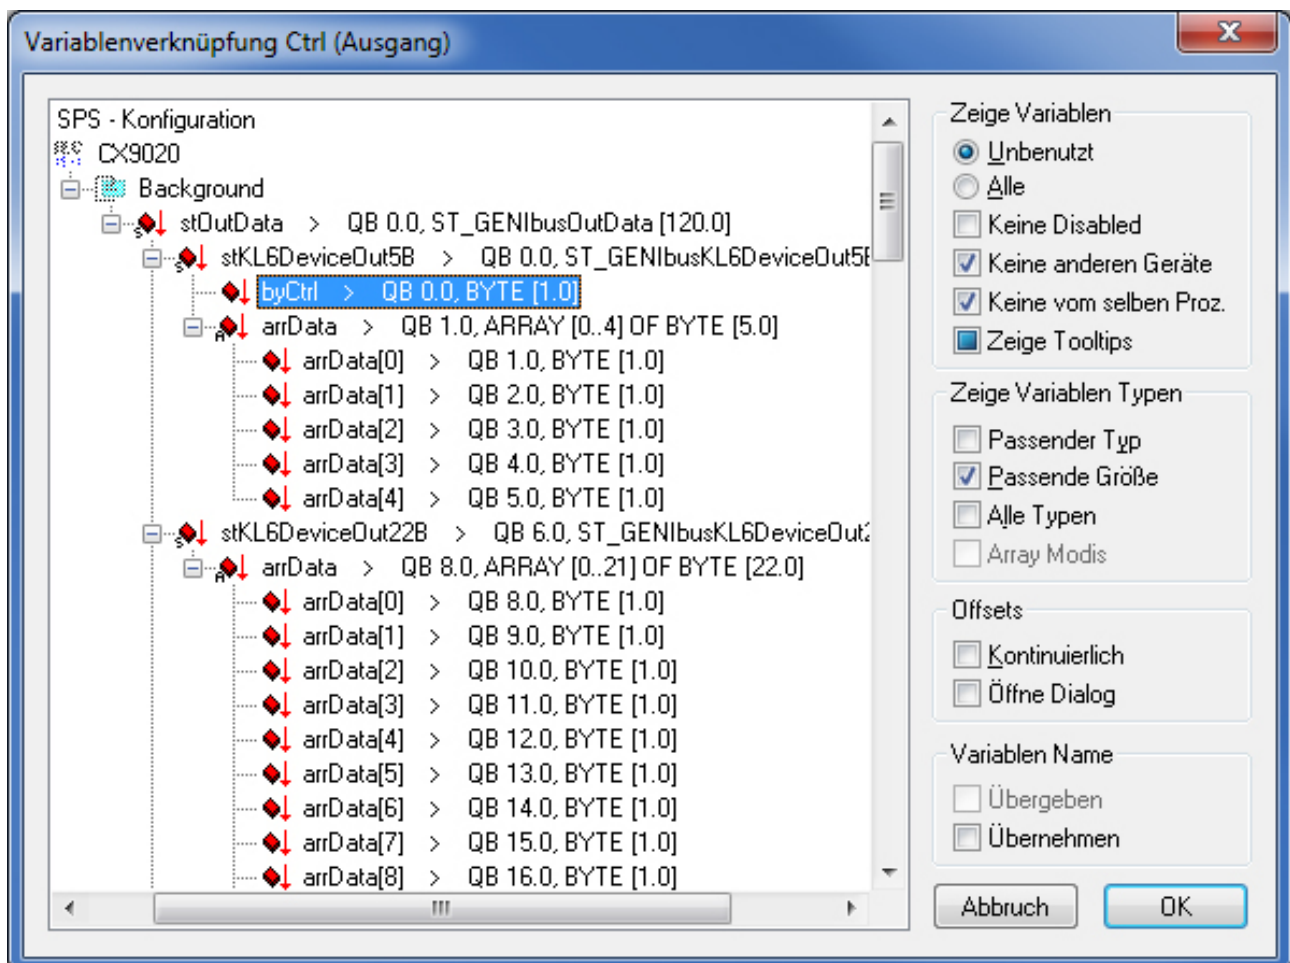 Variablenverknüpfung Ctrl (Ausgang)
SPS - Konfiguration
CX9020
Background
stOutData > QB 0.0, ST_GENIbusOutData [120.0]
stKL6DeviceOut5B > QB 0.0, ST_GENIbusKL6DeviceOut5B
byCtrl > QB 0.0, BYTE [1.0]
arrData > QB 1.0, ARRAY [0..4] OF BYTE [5.0]
arrData[0] > QB 1.0, BYTE [1.0]
arrData[1] > QB 2.0, BYTE [1.0]
arrData[2] > QB 3.0, BYTE [1.0]
arrData[3] > QB 4.0, BYTE [1.0]
arrData[4] > QB 5.0, BYTE [1.0]
stKL6DeviceOut22B > QB 6.0, ST_GENIbusKL6DeviceOut2
arrData > QB 8.0, ARRAY [0..21] OF BYTE [22.0]
arrData[0] > QB 8.0, BYTE [1.0]
arrData[1] > QB 9.0, BYTE [1.0]
arrData[2] > QB 10.0, BYTE [1.0]
arrData[3] > QB 11.0, BYTE [1.0]
arrData[4] > QB 12.0, BYTE [1.0]
arrData[5] > QB 13.0, BYTE [1.0]
arrData[6] > QB 14.0, BYTE [1.0]
arrData[7] > QB 15.0, BYTE [1.0]
arrData[8] > QB 16.0, BYTE [1.0]
Zeige Variablen
Unbenutzt
Alle
Keine Disabled
Keine anderen Geräte
Keine vom selben Proz.
Zeige Tooltips
Zeige Variablen Typen
Passender Typ
Passende Größe
Alle Typen
Array Modis
Offsets
Kontinuierlich
Öffne Dialog
Variablen Name
Übergeben
Übernehmen
Abbruch
OK